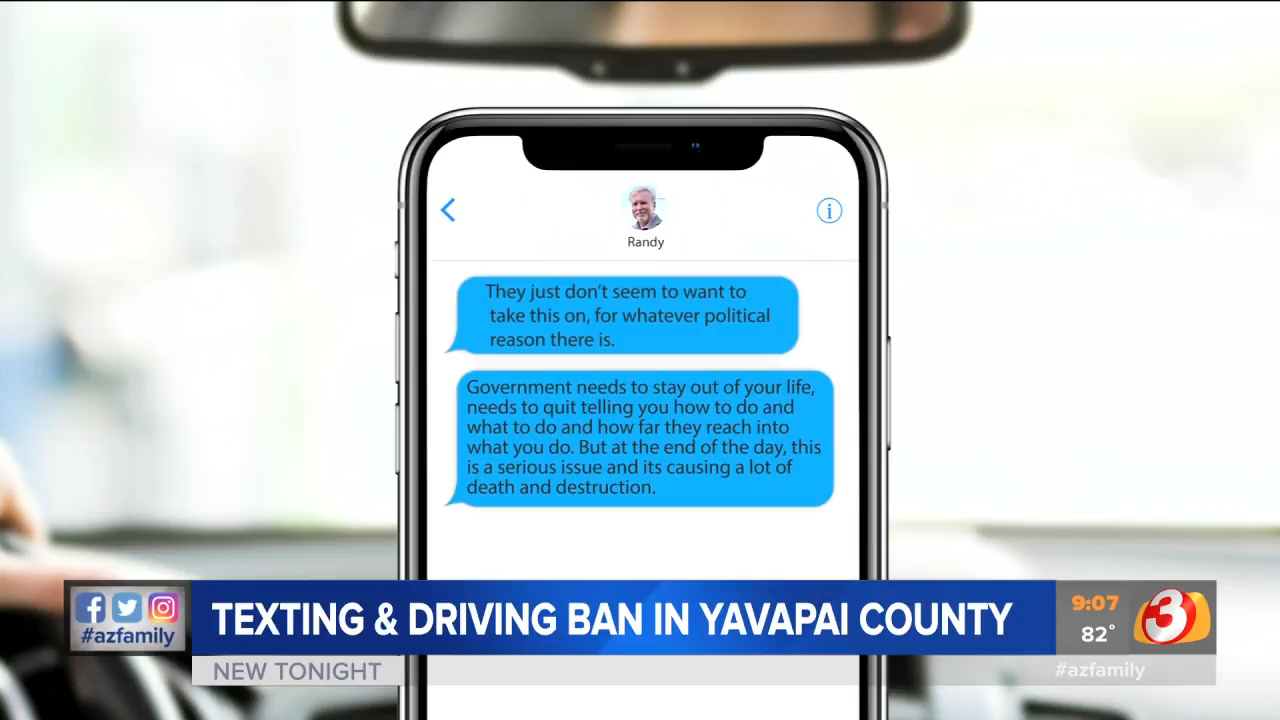 Randy
They just don't seem to want to
take this on, for whatever political
reason there is.
Government needs to stay out of your life,
needs to quit telling you how to do and
what to do and how far they reach into
what you do. But at the end of the day, this
is a serious issue and its causing a lot of
death and destruction.
#azfamily
TEXTING & DRIVING BAN IN YAVAPAI COUNTY
9:07
82°
3
NEW TONIGHT
#azfamily